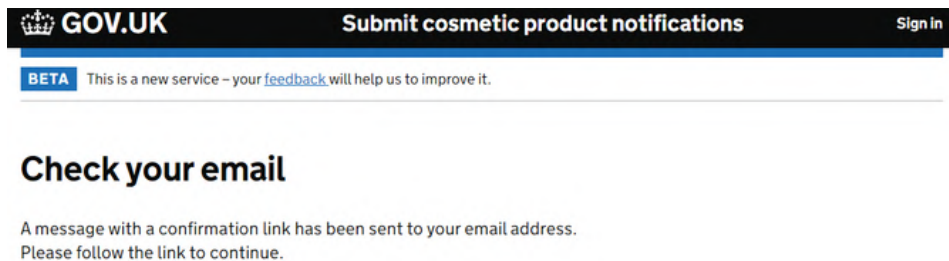 GOV.UK Submit cosmetic product notifications Sign in
BETA This is a new service – your feedback will help us to improve it.
Check your email
A message with a confirmation link has been sent to your email address.
Please follow the link to continue.